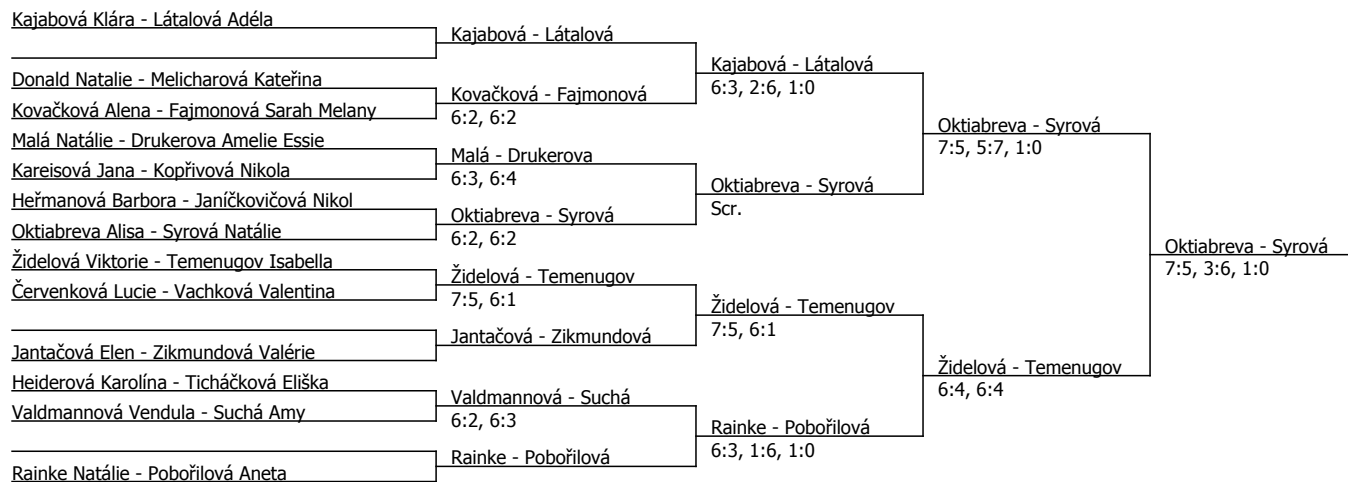 Kajabová Klára - Látalová Adéla
Donald Natalie - Melicharová Kateřina
Kovačková Alena - Fajmonová Sarah Melany
Malá Natálie - Drukerova Amelie Essie
Kareisová Jana - Kopřivová Nikola
Heřmanová Barbora - Janíčkovičová Nikol
Oktiabreva Alisa - Syrová Natálie
Židelová Viktorie - Temenugov Isabella
Červenková Lucie - Vachková Valentina
Jantačová Elen - Zikmundová Valérie
Heiderová Karolína - Ticháčková Eliška
Valdmannová Vendula - Suchá Amy
Rainke Natálie - Pobořilová Aneta
Kajabová - Látalová
Kovačková - Fajmonová
6:2, 6:2
Malá - Drukerova
6:3, 6:4
Oktiabreva - Syrová
6:2, 6:2
Židelová - Temenugov
7:5, 6:1
Jantačová - Zikmundová
Valdmannová - Suchá
6:2, 6:3
Rainke - Pobořilová
Kajabová - Látalová
6:3, 2:6, 1:0
Oktiabreva - Syrová
Scr.
Židelová - Temenugov
7:5, 6:1
Rainke - Pobořilová
6:3, 1:6, 1:0
Oktiabreva - Syrová
7:5, 5:7, 1:0
Židelová - Temenugov
6:4, 6:4
Oktiabreva - Syrová
7:5, 3:6, 1:0